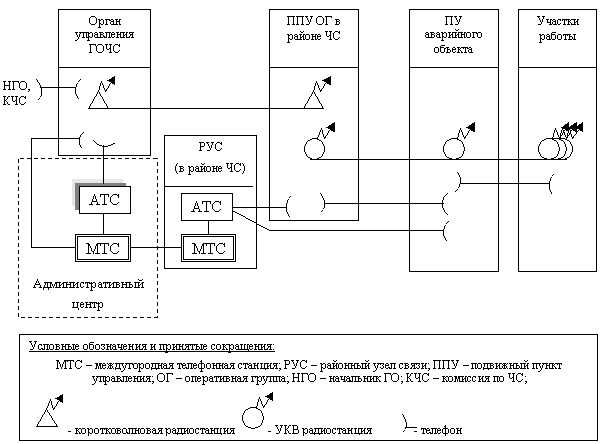 Орган
управления
ГОЧС
ППУ ОГ в
районе ЧС
ПУ
аварийного
объекта
Участки
работы
НГО,
КЧС
РУС
(в районе ЧС)
АТС
АТС
МТС
МТС
Административный
центр
Условные обозначения и принятые сокращения:
МТС – междугородная телефонная станция; РУС – районный узел связи; ППУ – подвижный пункт
управления; ОГ – оперативная группа; НГО – начальник ГО; КЧС – комиссия по ЧС;
- коротковолновая радиостанция
- УКВ радиостанция
- телефон